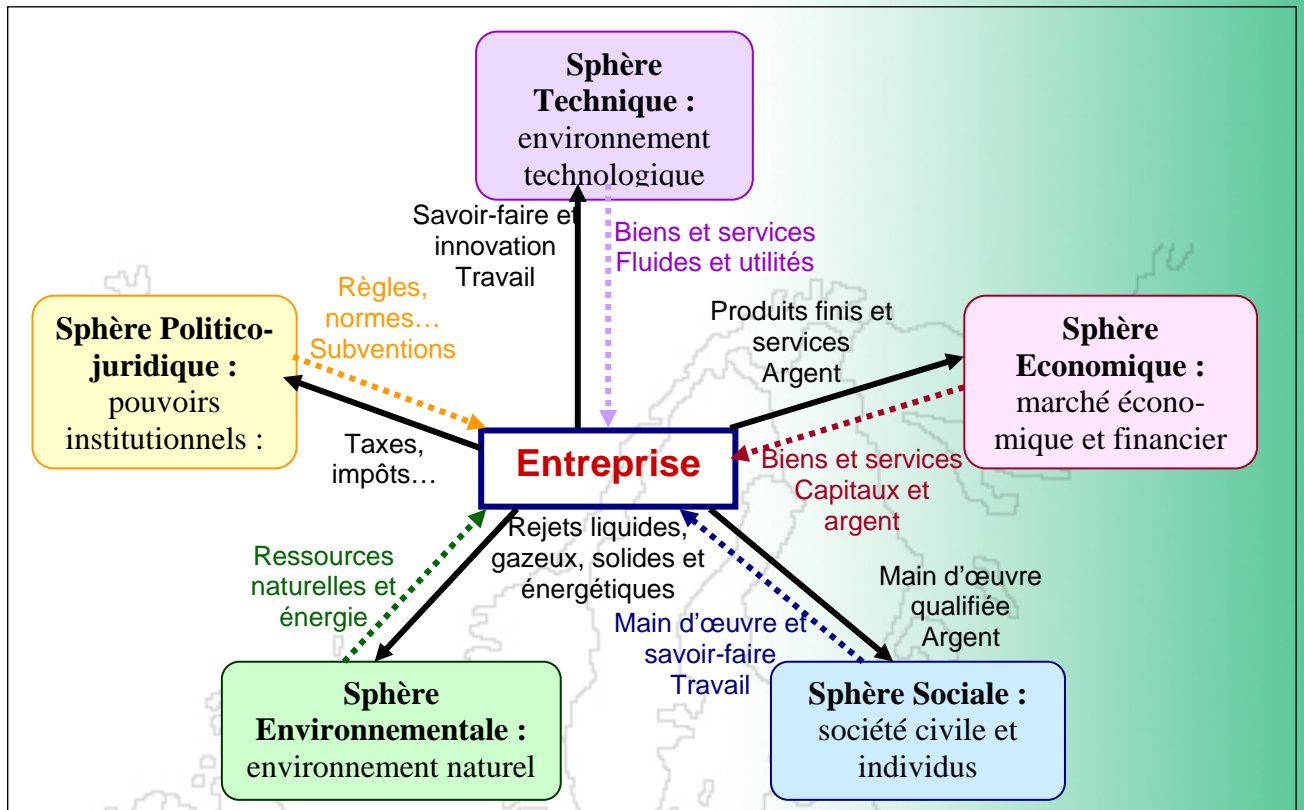 Sphère
Technique :
environnement
technologique
Savoir-faire et
innovation
Travail
Biens et services
Fluides et utilités
Règles,
normes…
Subventions
Sphère Politico-
juridique :
pouvoirs
institutionnels :
Taxes,
impôts…
Produits finis et
services
Argent
Sphère
Economique :
marché écono-
mique et financier
Entreprise
Biens et services
Capitaux et
argent
Ressources
naturelles et
énergie
Rejets liquides,
gazeux, solides et
énergétiques
Main d’œuvre et
savoir-faire
Travail
Main d’œuvre
qualifiée
Argent
Sphère
Environnementale :
environnement naturel
Sphère Sociale :
société civile et
individus